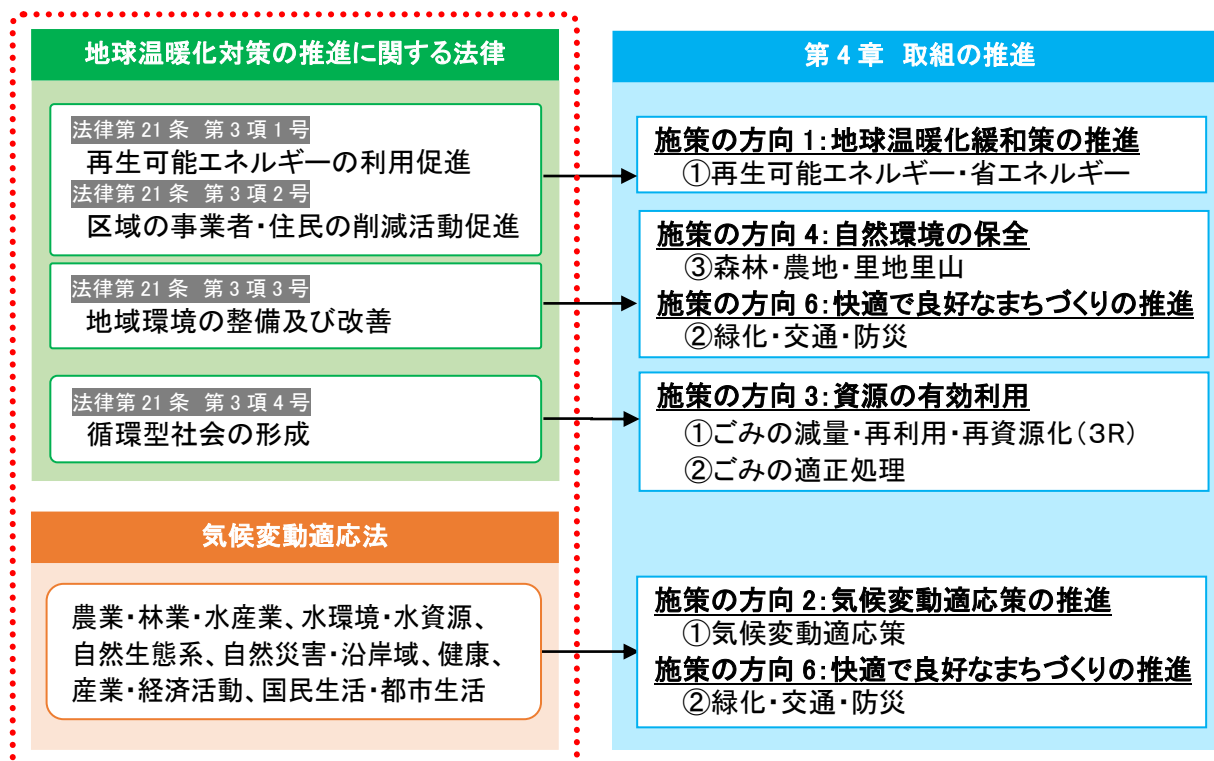 地球温暖化対策の推進に関する法律
法律第21条 第3項1号
再生可能エネルギーの利用促進
法律第21条 第3項2号
区域の事業者・住民の削減活動促進
法律第21条 第3項3号
地域環境の整備及び改善
法律第21条 第3項4号
循環型社会の形成
気候変動適応法
農業・林業・水産業、水環境・水資源、
自然生態系、自然災害・沿岸域、健康、
産業・経済活動、国民生活・都市生活
第4章 取組の推進
施策の方向1:地球温暖化緩和策の推進
①再生可能エネルギー・省エネルギー
施策の方向4:自然環境の保全
③森林・農地・里地里山
施策の方向6:快適で良好なまちづくりの推進
②緑化・交通・防災
施策の方向3:資源の有効利用
①ごみの減量・再利用・再資源化(3R)
②ごみの適正処理
施策の方向2:気候変動適応策の推進
①気候変動適応策
施策の方向6:快適で良好なまちづくりの推進
②緑化・交通・防災